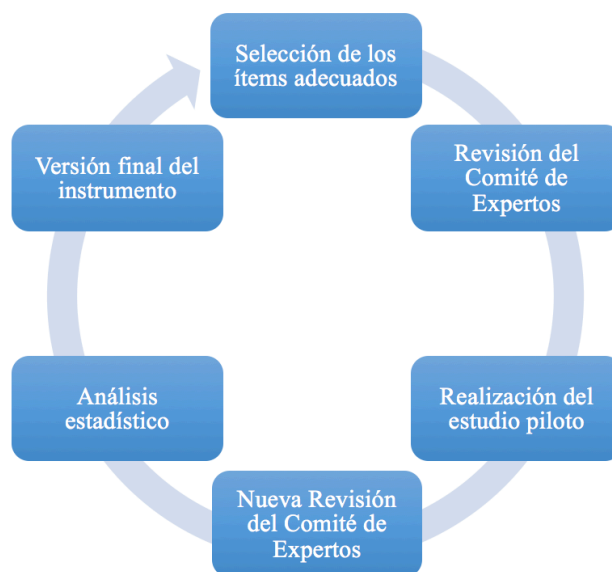 Selección de los
ítems adecuados
Revisión del
Comité de
Expertos
Realización del
estudio piloto
Nueva Revisión
del Comité de
Expertos
Análisis
estadístico
Versión final del
instrumento